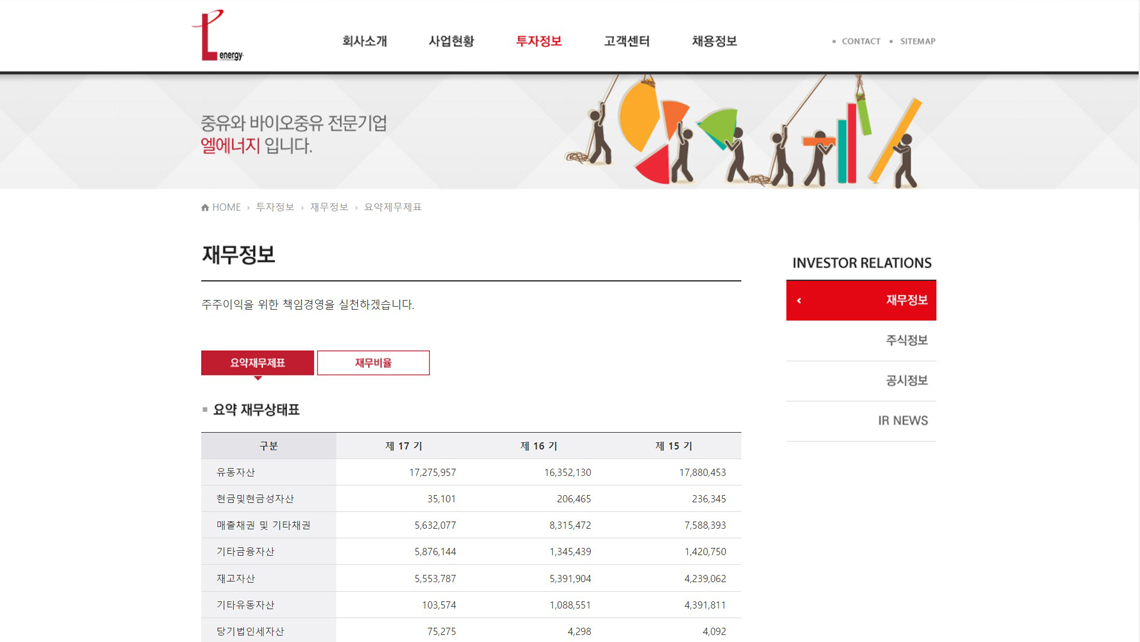 L energy
회사소개 사업현황 투자정보 고객센터 채용정보
CONTACT SITEMAP
중유와 바이오중유 전문기업
엘에너지 입니다.
HOME › 투자정보 › 재무정보 › 요약제무제표
재무정보
주주이익을 위한 책임경영을 실천하겠습니다.
요약재무제표 재무비율
요약 재무상태표
구분 제 17 기 제 16 기 제 15 기
유동자산 17,275,957 16,352,130 17,880,453
현금및현금성자산 35,101 206,465 236,345
매출채권 및 기타채권 5,632,077 8,315,472 7,588,393
기타금융자산 5,876,144 1,345,439 1,420,750
재고자산 5,553,787 5,391,904 4,239,062
기타유동자산 103,574 1,088,551 4,391,811
당기법인세자산 75,275 4,298 4,092
INVESTOR RELATIONS
재무정보
주식정보
공시정보
IR NEWS